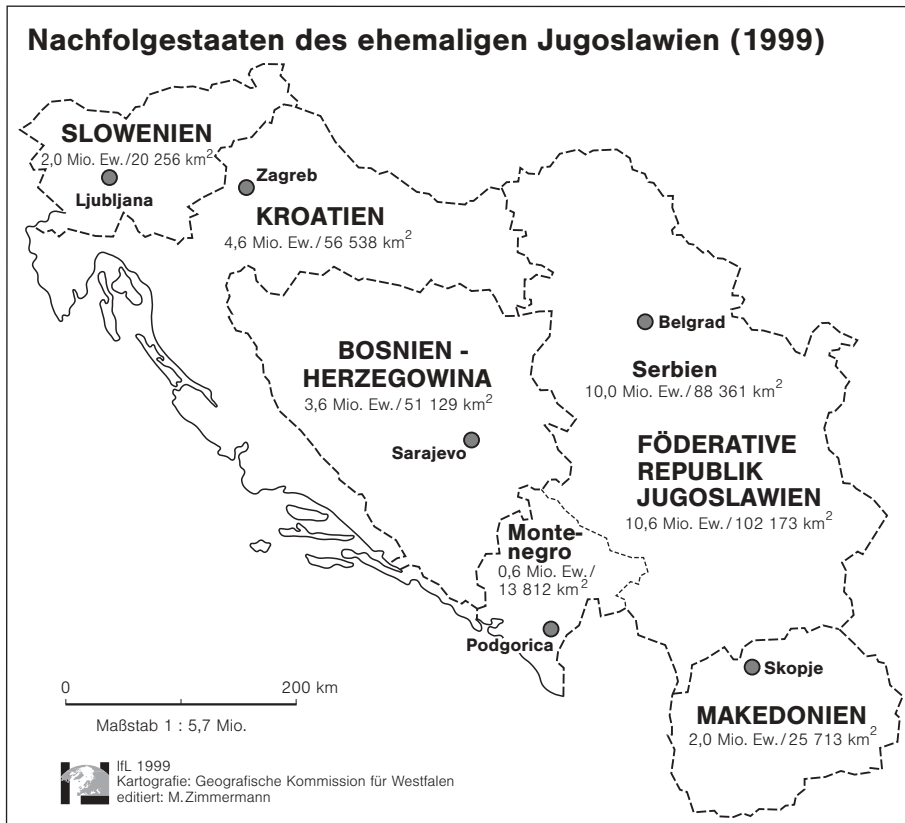 Nachfolgestaaten des ehemaligen Jugoslawien (1999)
SLOWENIEN
2,0 Mio. Ew./20 256 km²
Ljubljana
Zagreb
KROATIEN
4,6 Mio. Ew./56 538 km²
Belgrad
BOSNIEN -
HERZEGOWINA
3,6 Mio. Ew./51 129 km²
Sarajevo
Serbien
10,0 Mio. Ew./88 361 km²
FÖDERATIVE
REPUBLIK
JUGOSLAWIEN
10,6 Mio. Ew./102 173 km²
Monte-
negro
0,6 Mio. Ew./
13 812 km²
Podgorica
Skopje
MAKEDONIEN
2,0 Mio. Ew./25 713 km²
0 200 km
Maßstab 1 : 5,7 Mio.
IfL 1999
Kartografie: Geografische Kommission für Westfalen
editiert: M.Zimmermann